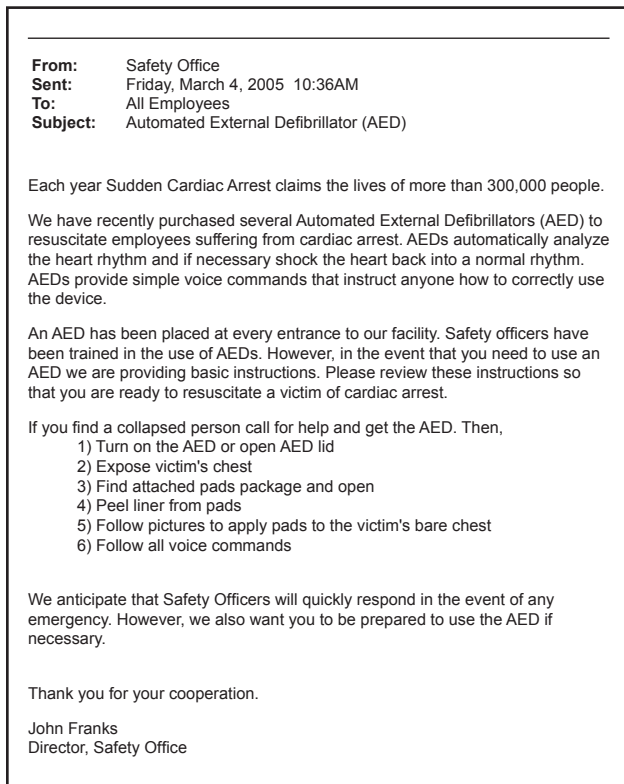 From: Safety Office
Sent: Friday, March 4, 2005 10:36AM
To: All Employees
Subject: Automated External Defibrillator (AED)
Each year Sudden Cardiac Arrest claims the lives of more than 300,000 people.
We have recently purchased several Automated External Defibrillators (AED) to
resuscitate employees suffering from cardiac arrest. AEDs automatically analyze
the heart rhythm and if necessary shock the heart back into a normal rhythm.
AEDs provide simple voice commands that instruct anyone how to correctly use
the device.
An AED has been placed at every entrance to our facility. Safety officers have
been trained in the use of AEDs. However, in the event that you need to use an
AED we are providing basic instructions. Please review these instructions so
that you are ready to resuscitate a victim of cardiac arrest.
If you find a collapsed person call for help and get the AED. Then,
1) Turn on the AED or open AED lid
2) Expose victim's chest
3) Find attached pads package and open
4) Peel liner from pads
5) Follow pictures to apply pads to the victim's bare chest
6) Follow all voice commands
We anticipate that Safety Officers will quickly respond in the event of any
emergency. However, we also want you to be prepared to use the AED if
necessary.
Thank you for your cooperation.
John Franks
Director, Safety Office